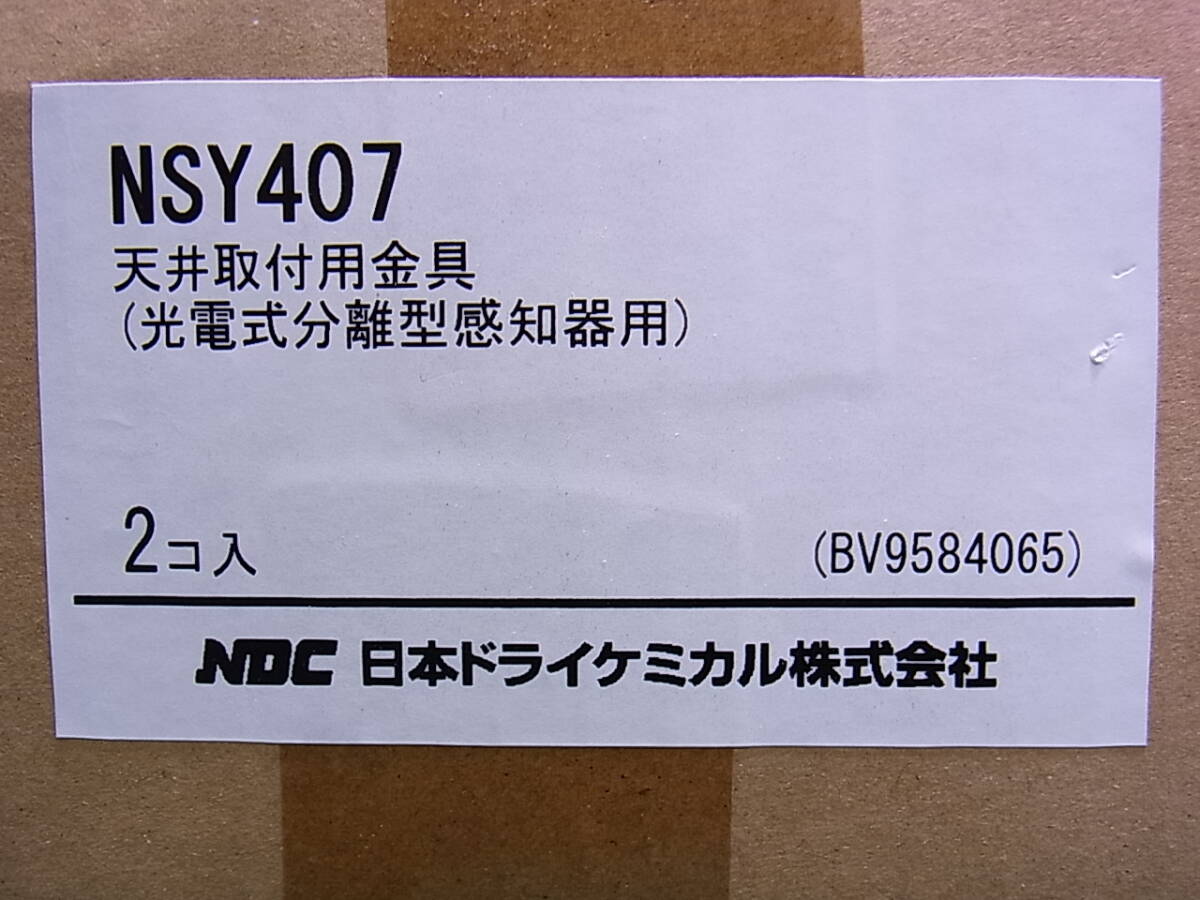 NSY407
天井取付用金具
(光電式分離型感知器用)
2コ入 (BV9584065)
NDC 日本ドライケミカル株式会社